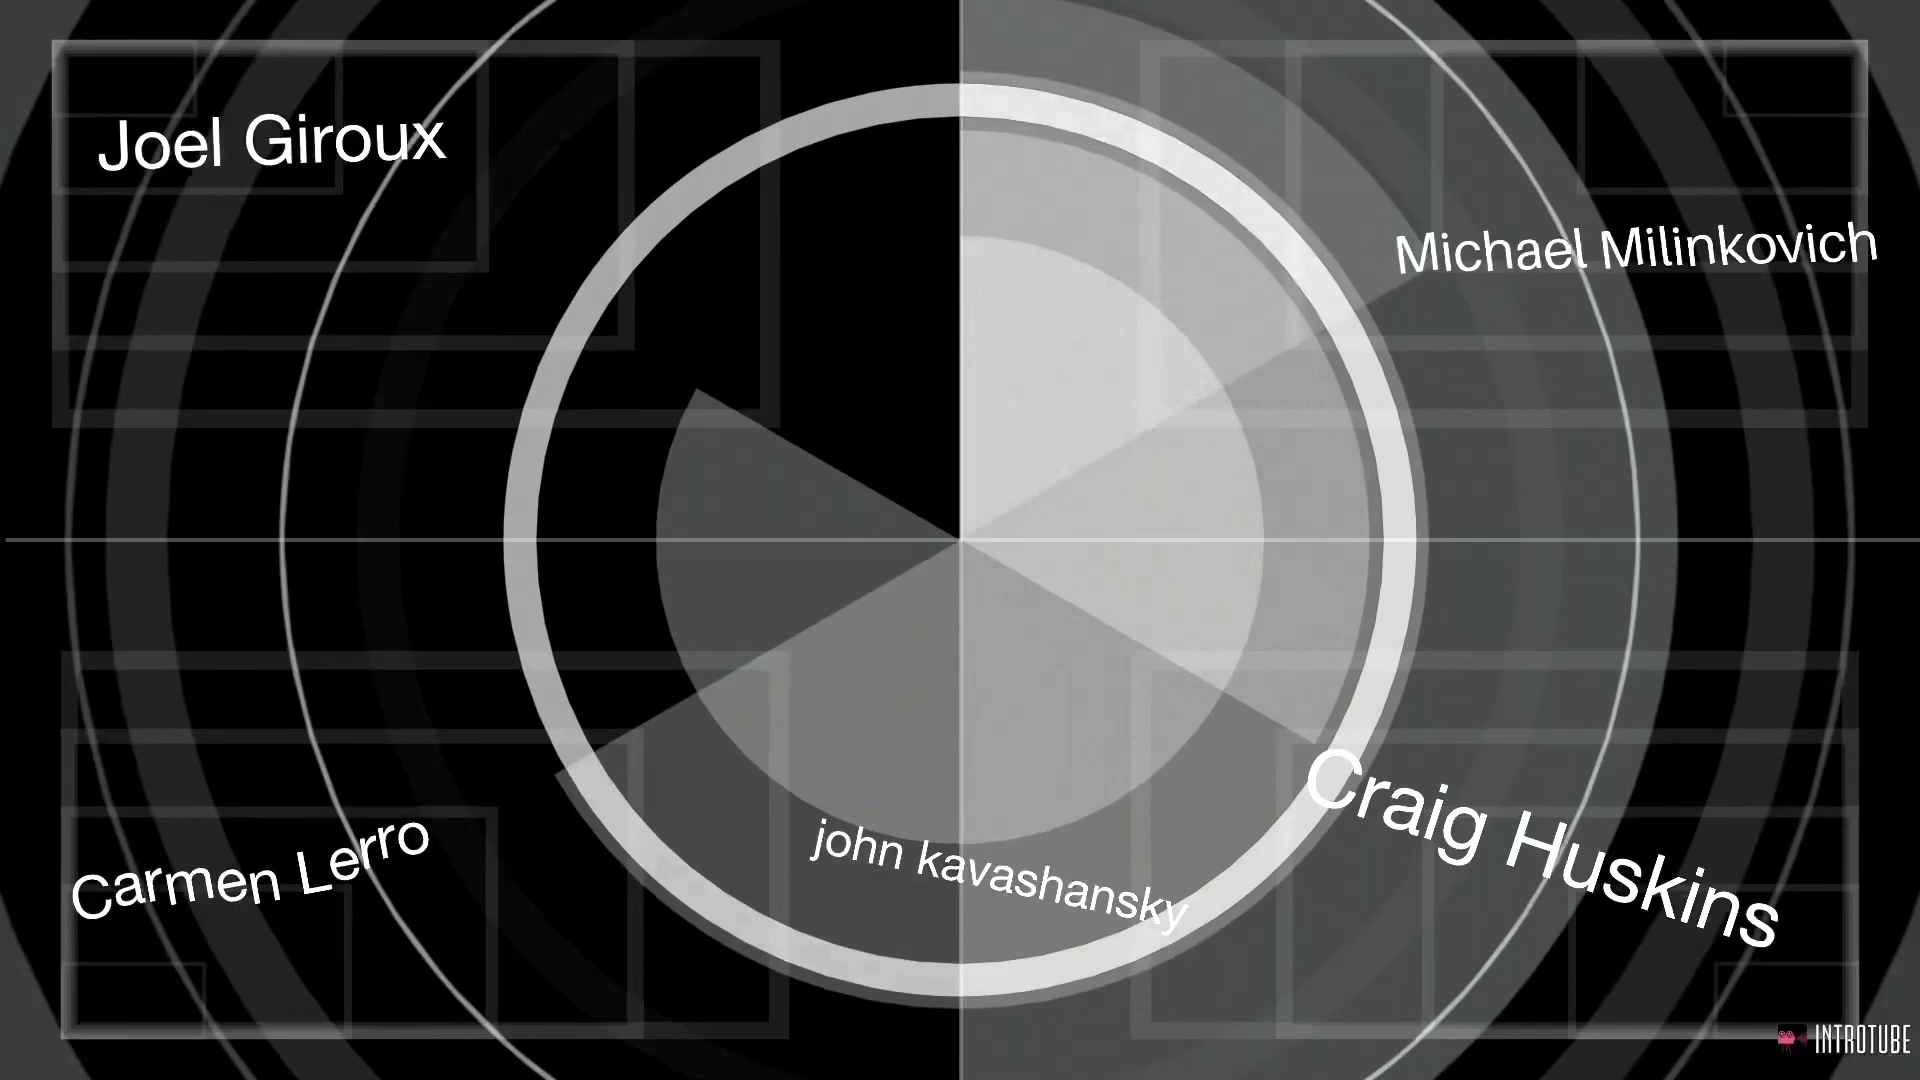 Joel Giroux
Michael Milinkovich
Carmen Lerro
john kavashansky
Craig Huskins
INTROTUBE